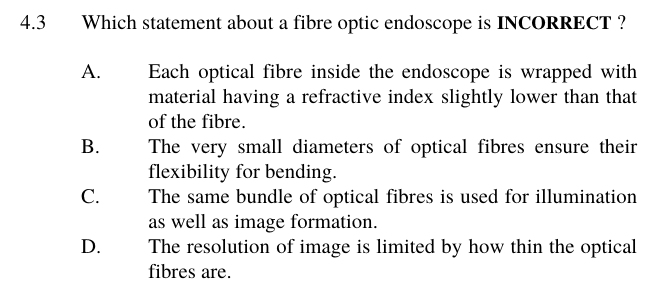 4.3 Which statement about a fibre optic endoscope is INCORRECT ?
A. Each optical fibre inside the endoscope is wrapped with
material having a refractive index slightly lower than that
of the fibre.
B. The very small diameters of optical fibres ensure their
flexibility for bending.
C. The same bundle of optical fibres is used for illumination
as well as image formation.
D. The resolution of image is limited by how thin the optical
fibres are.